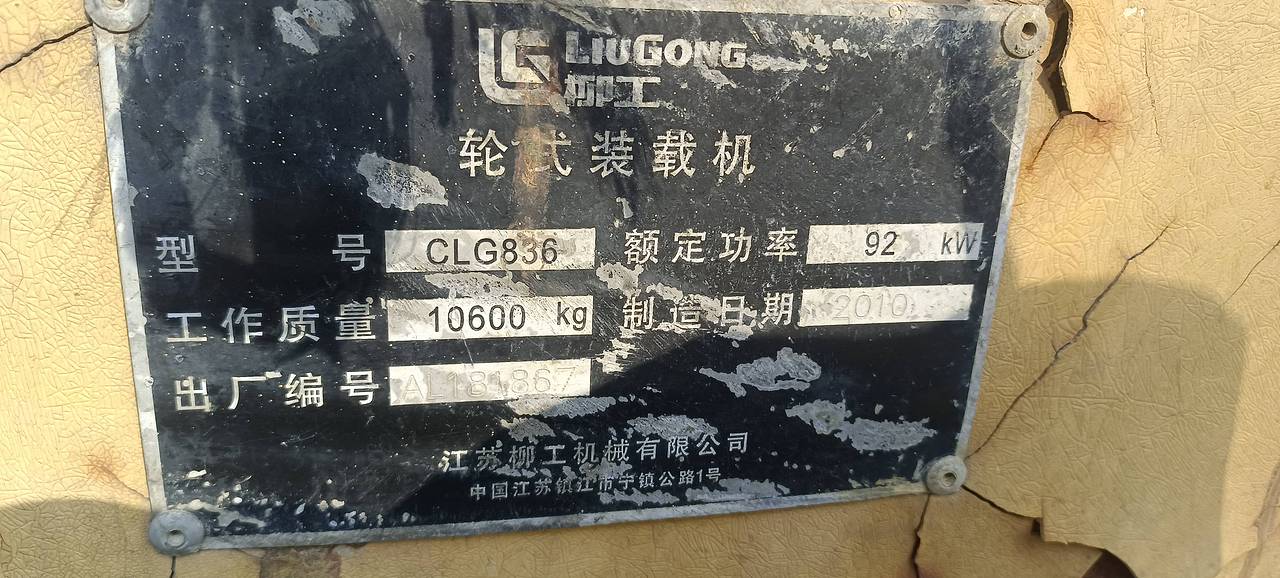 LIUGONG
柳工
轮式装载机
型号 CLG836 额定功率 92 kW
工作质量 10600 kg 制造日期 2010
出厂编号 AL181867
江苏柳工机械有限公司
中国江苏镇江市宁镇公路1号